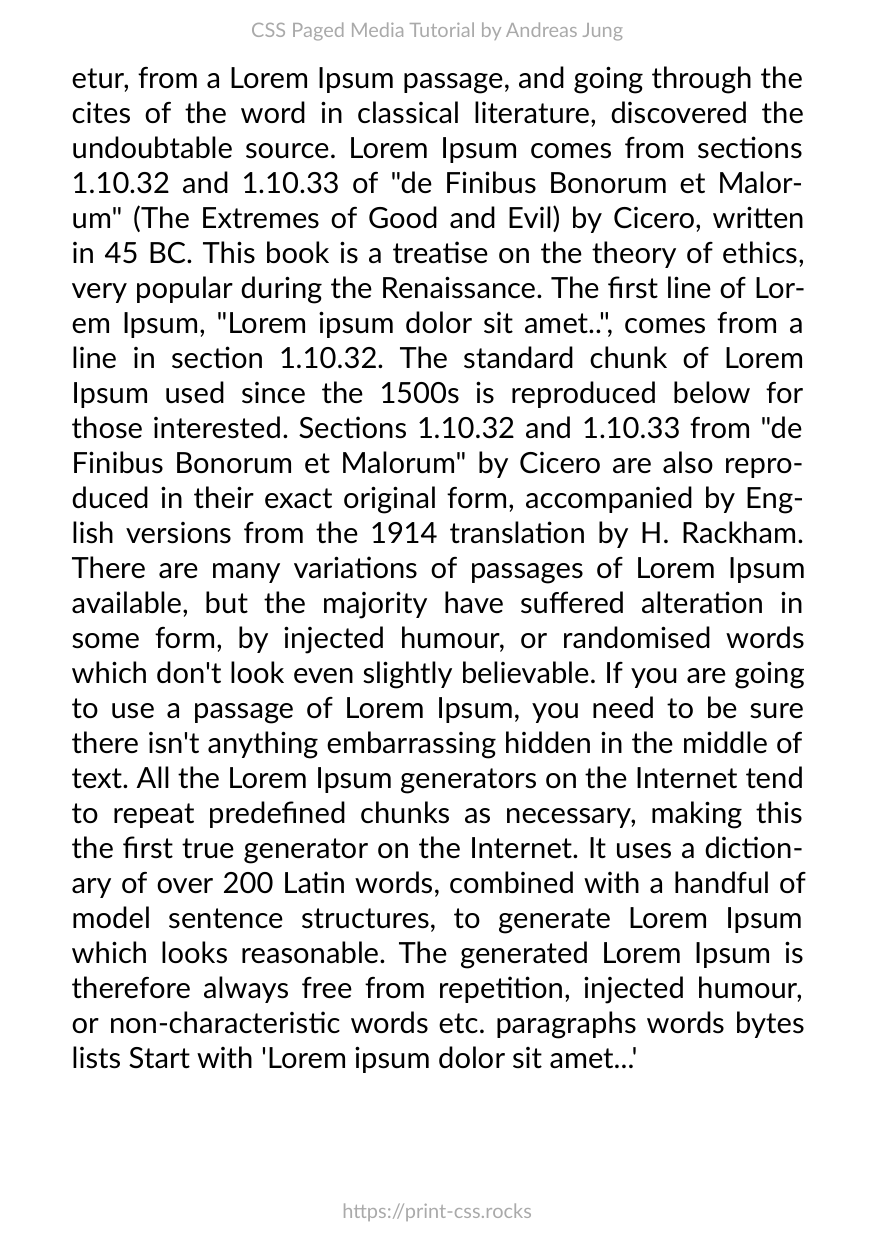 CSS Paged Media Tutorial by Andreas Jung
etur, from a Lorem Ipsum passage, and going through the
cites of the word in classical literature, discovered the
undoubtable source. Lorem Ipsum comes from sections
1.10.32 and 1.10.33 of "de Finibus Bonorum et Malor-
um" (The Extremes of Good and Evil) by Cicero, written
in 45 BC. This book is a treatise on the theory of ethics,
very popular during the Renaissance. The first line of Lor-
em Ipsum, "Lorem ipsum dolor sit amet..", comes from a
line in section 1.10.32. The standard chunk of Lorem
Ipsum used since the 1500s is reproduced below for
those interested. Sections 1.10.32 and 1.10.33 from "de
Finibus Bonorum et Malorum" by Cicero are also repro-
duced in their exact original form, accompanied by Eng-
lish versions from the 1914 translation by H. Rackham.
There are many variations of passages of Lorem Ipsum
available, but the majority have suffered alteration in
some form, by injected humour, or randomised words
which don't look even slightly believable. If you are going
to use a passage of Lorem Ipsum, you need to be sure
there isn't anything embarrassing hidden in the middle of
text. All the Lorem Ipsum generators on the Internet tend
to repeat predefined chunks as necessary, making this
the first true generator on the Internet. It uses a diction-
ary of over 200 Latin words, combined with a handful of
model sentence structures, to generate Lorem Ipsum
which looks reasonable. The generated Lorem Ipsum is
therefore always free from repetition, injected humour,
or non-characteristic words etc. paragraphs words bytes
lists Start with 'Lorem ipsum dolor sit amet...'
https://print-css.rocks